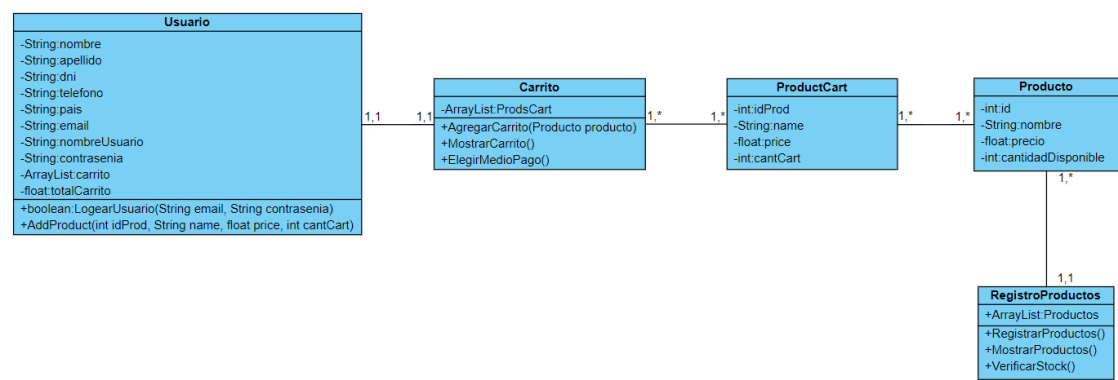 Usuario
-String:nombre
-String:apellido
-String:dni
-String:telefono
-String:pais
-String:email
-String:nombreUsuario
-String:contrasenia
-ArrayList:carrito
-float:totalCarrito
+boolean:LogearUsuario(String email, String contrasenia)
+AddProduct(int idProd, String name, float price, int cantCart)
1,1
1,1
Carrito
-ArrayList:ProdsCart
+AgregarCarrito(Producto producto)
+MostrarCarrito()
+ElegirMedioPago()
1,*
1,*
ProductCart
-int:idProd
-String:name
-float:price
-int:cantCart
1,*
1,*
Producto
-int:id
-String:nombre
-float:precio
-int:cantidadDisponible
1,*
1,1
RegistroProductos
+ArrayList:Productos
+RegistrarProductos()
+MostrarProductos()
+VerificarStock()